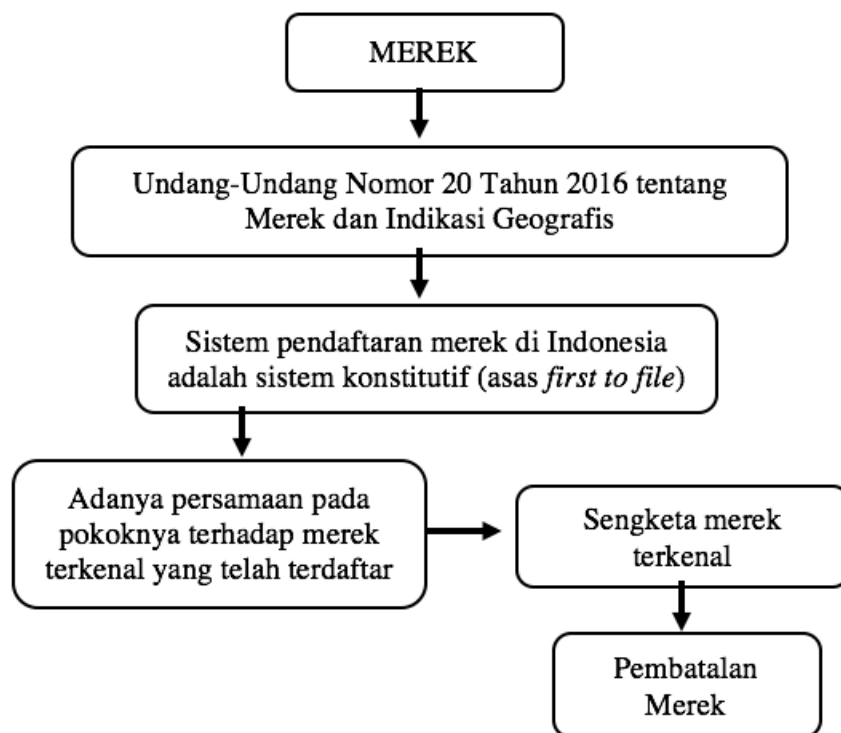 MEREK
Undang-Undang Nomor 20 Tahun 2016 tentang
Merek dan Indikasi Geografis
Sistem pendaftaran merek di Indonesia
adalah sistem konstitutif (asas first to file)
Adanya persamaan pada
pokoknya terhadap merek
terkenal yang telah terdaftar
Sengketa merek
terkenal
Pembatalan
Merek